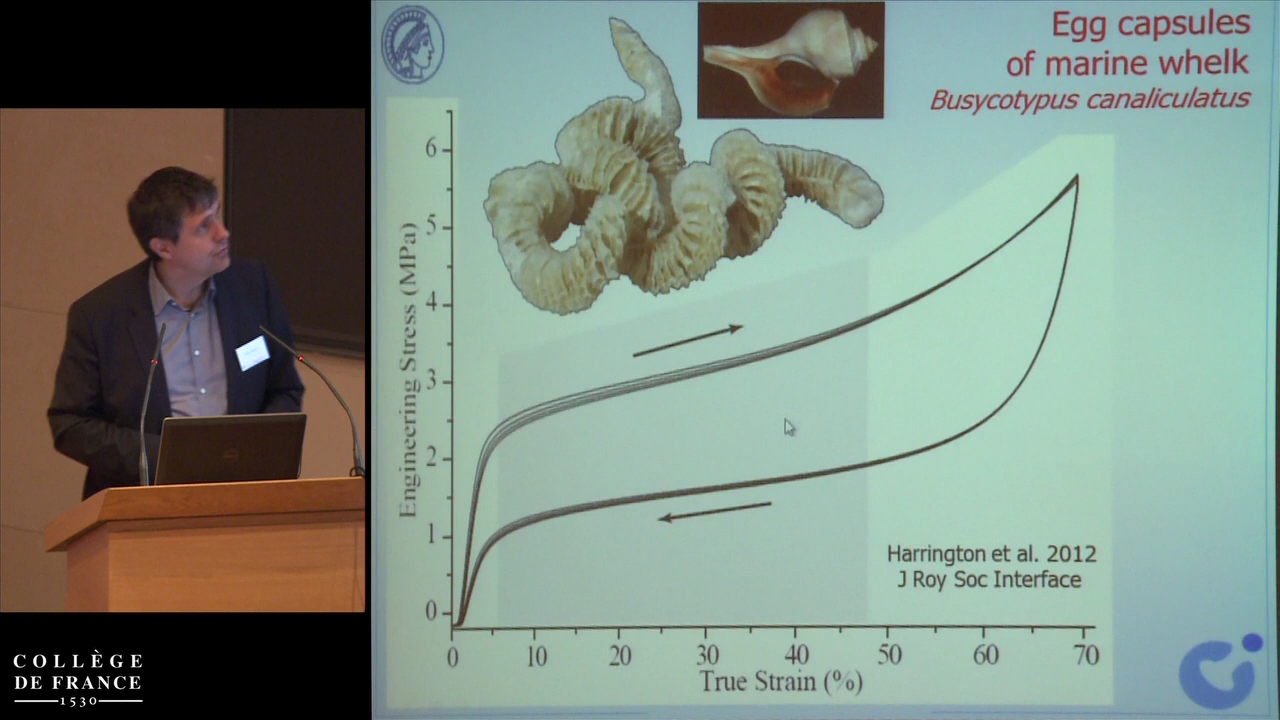 Egg capsules
of marine whelk
Busycotypus canaliculatus
Engineering Stress (MPa)
6
5
4
3
2
1
0
0 10 20 30 40 50 60 70
True Strain (%)
Harrington et al. 2012
J Roy Soc Interface
COLLÈGE
DE FRANCE
1530